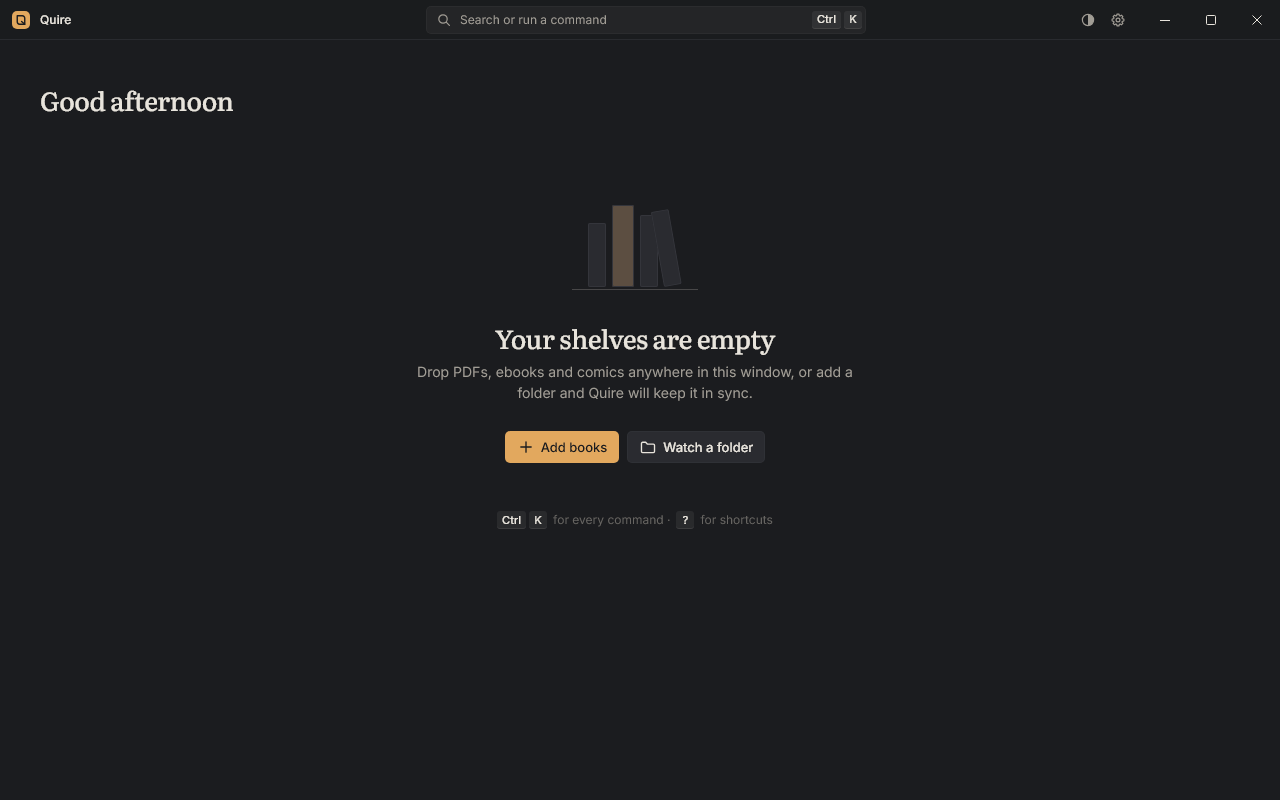 Quire
Search or run a command
Ctrl K
Good afternoon
Your shelves are empty
Drop PDFs, ebooks and comics anywhere in this window, or add a
folder and Quire will keep it in sync.
Add books
Watch a folder
Ctrl K for every command · ? for shortcuts